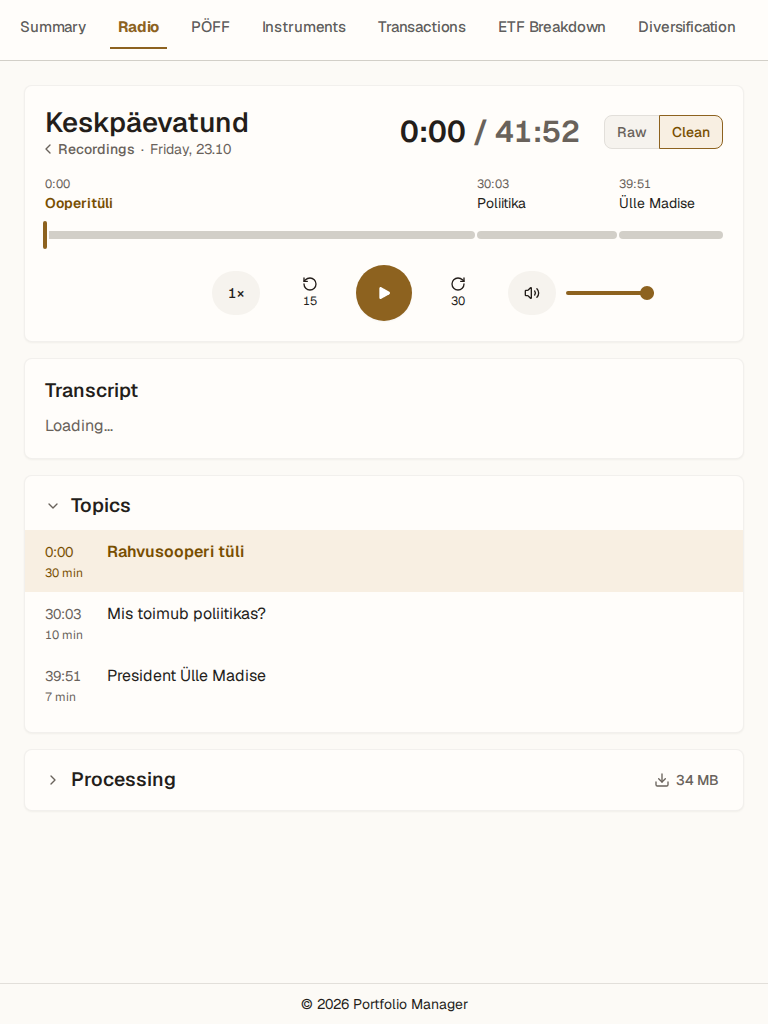 Summary Radio PÖFF Instruments Transactions ETF Breakdown Diversification
Keskpäevatund
0:00 / 41:52
Raw Clean
Recordings · Friday, 23.10
0:00 30:03 39:51
Ooperitüli Poliitika Ülle Madise
1×
15
30
Transcript
Loading...
Topics
0:00 Rahvusooperi tüli
30 min
30:03 Mis toimub poliitikas?
10 min
39:51 President Ülle Madise
7 min
Processing 34 MB
© 2026 Portfolio Manager